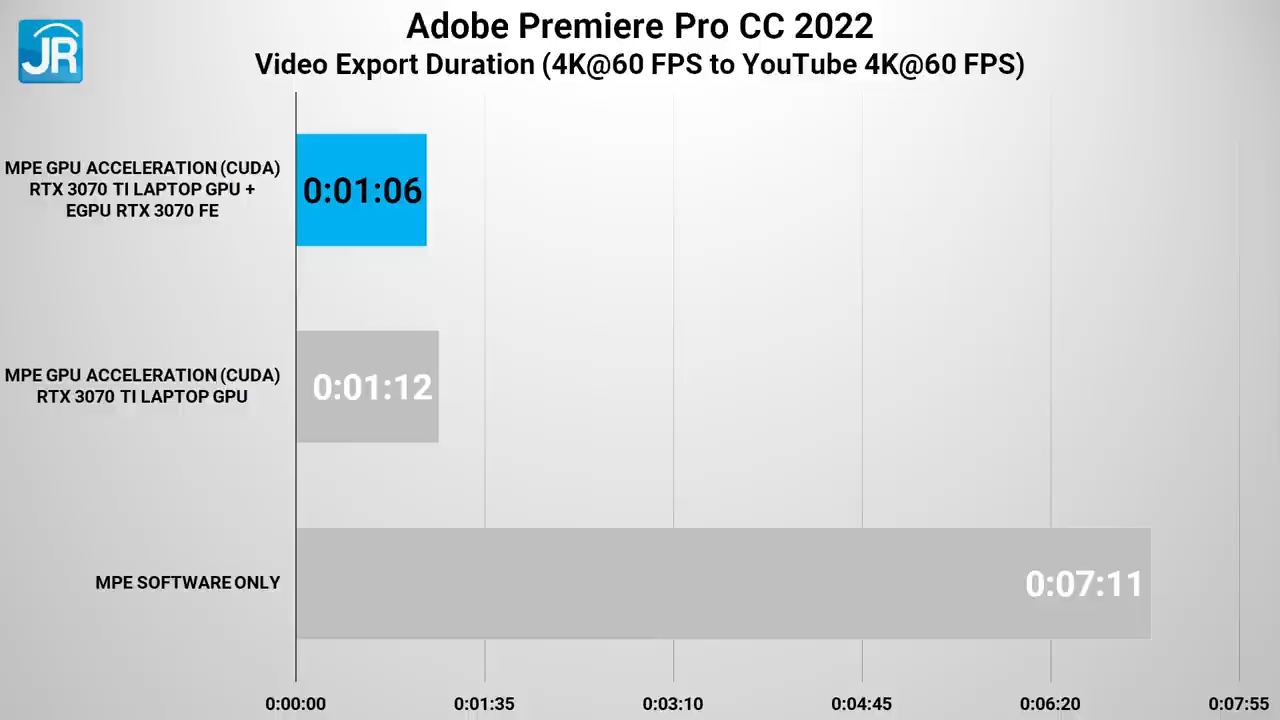 JR
Adobe Premiere Pro CC 2022
Video Export Duration (4K@60 FPS to YouTube 4K@60 FPS)
MPE GPU ACCELERATION (CUDA)
RTX 3070 TI LAPTOP GPU +
EGPU RTX 3070 FE
0:01:06
MPE GPU ACCELERATION (CUDA)
RTX 3070 TI LAPTOP GPU
0:01:12
MPE SOFTWARE ONLY
0:07:11
0:00:00 0:01:35 0:03:10 0:04:45 0:06:20 0:07:55